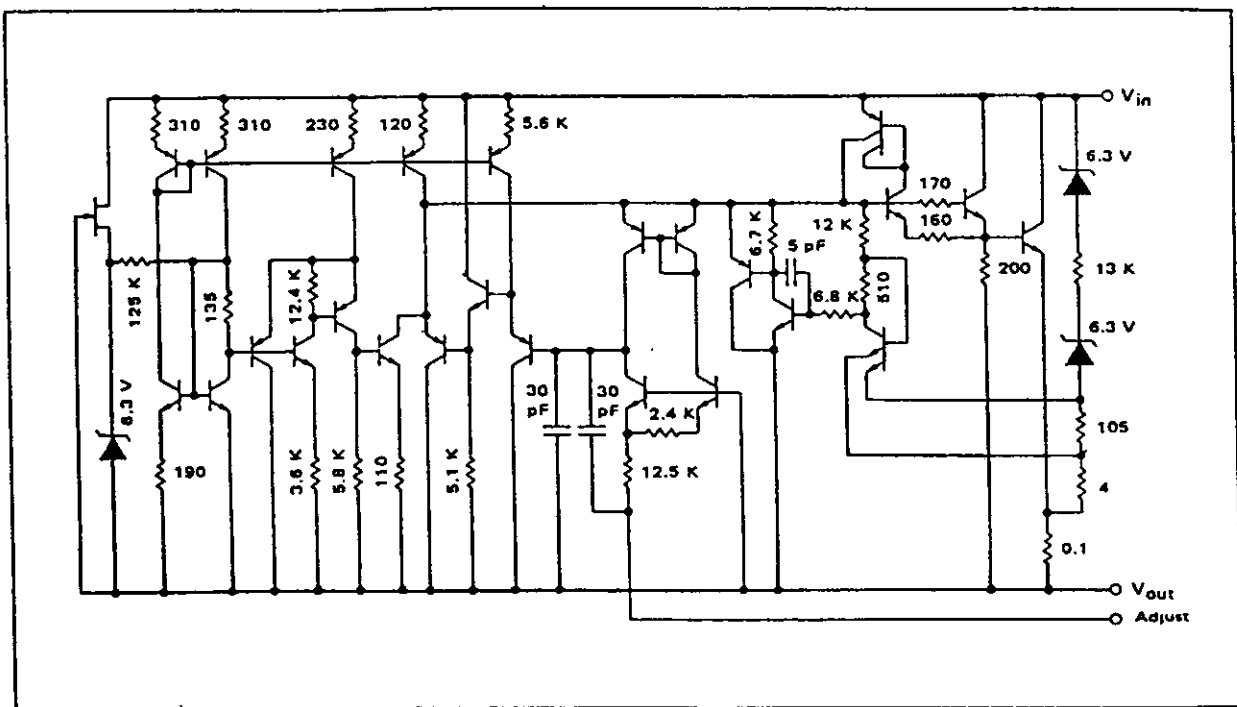 310
310
230
120
5.6 K
V_in
6.3 V
170
160
12 K
6.7 K
5 pF
6.8 K
510
200
13 K
6.3 V
125 K
135
12.4 K
6.3 V
190
3.6 K
5.8 K
110
5.1 K
30
pF
30
pF
2.4 K
12.5 K
105
4
0.1
V_out
Adjust